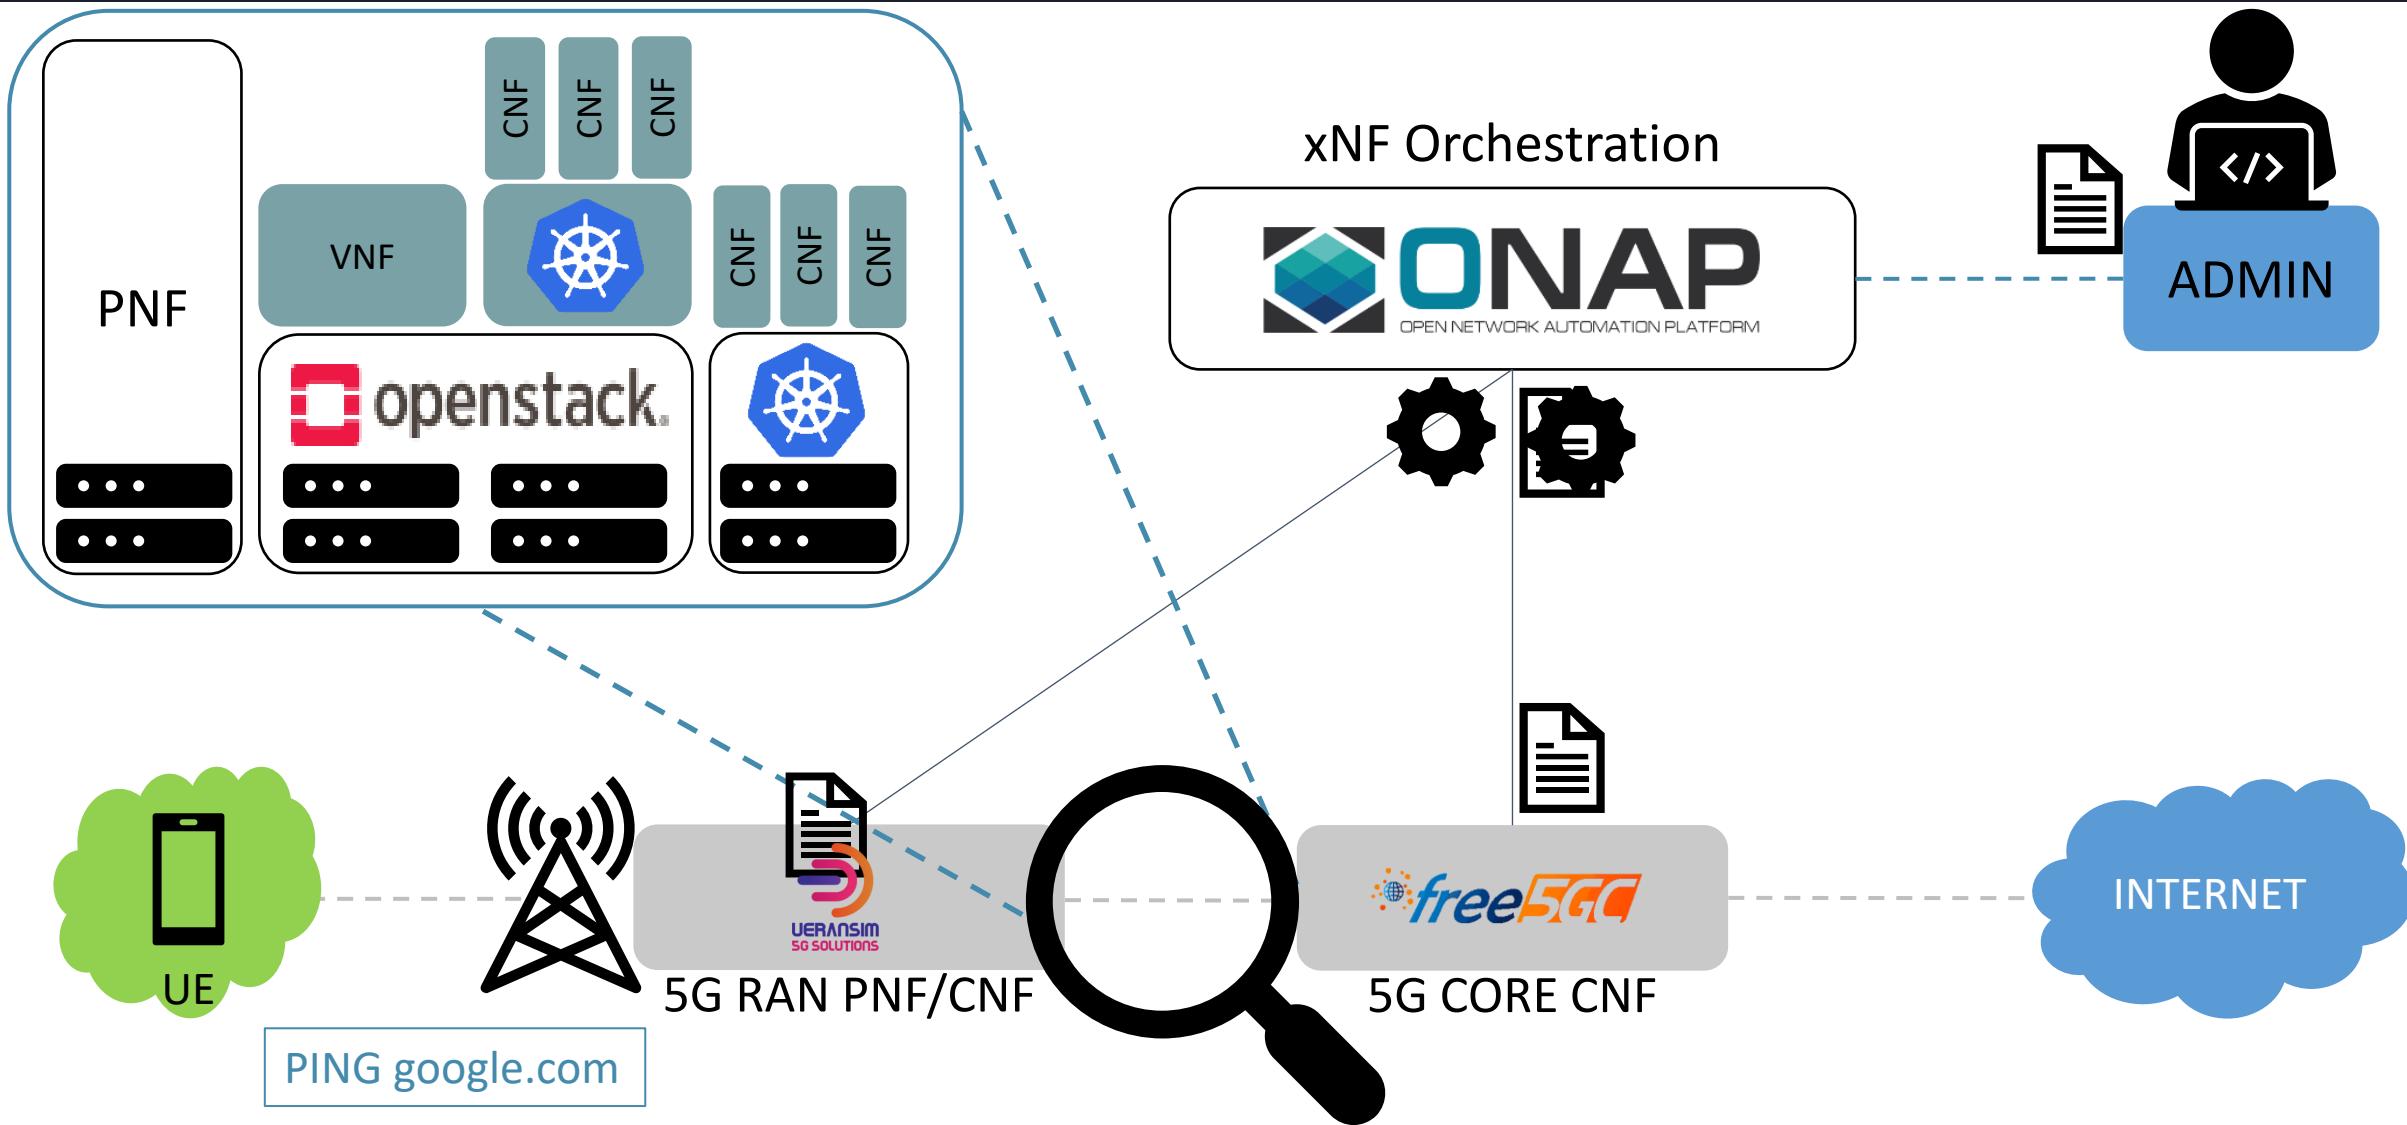 CNF
CNF
CNF
PNF
VNF
CNF
CNF
CNF
openstack.
xNF Orchestration
ONAP
OPEN NETWORK AUTOMATION PLATFORM
</>
ADMIN
UE
UERANSIM
5G SOLUTIONS
5G RAN PNF/CNF
free5GC
5G CORE CNF
INTERNET
PING google.com